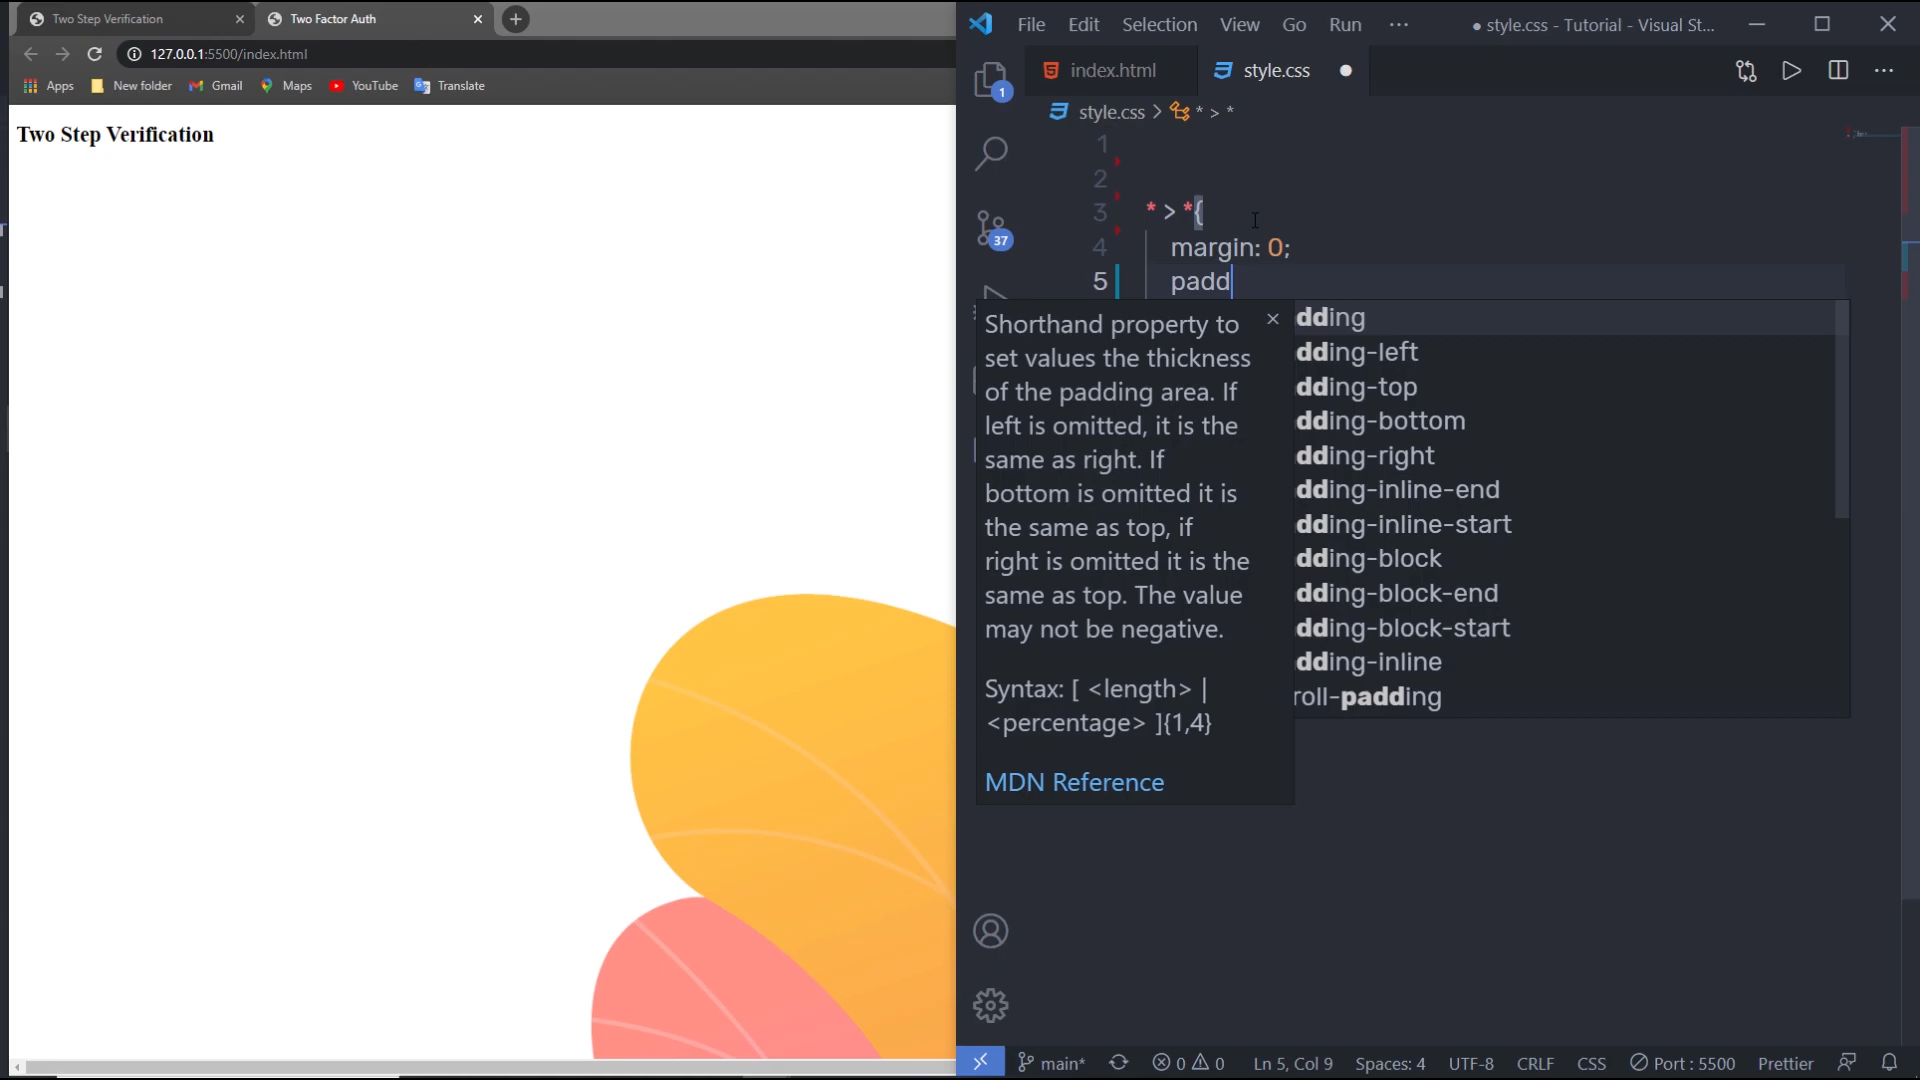 Two Step Verification
Two Factor Auth
127.0.0.1:5500/index.html
Apps
New folder
Gmail
Maps
YouTube
Translate
Two Step Verification
File Edit Selection View Go Run ···
● style.css - Tutorial - Visual St...
index.html
style.css
style.css > * > *
1
2
3 * > *{
4 margin: 0;
5 padd
1
37
Shorthand property to
set values the thickness
of the padding area. If
left is omitted, it is the
same as right. If
bottom is omitted it is
the same as top, if
right is omitted it is the
same as top. The value
may not be negative.
Syntax: [ <length> |
<percentage> ]{1,4}
MDN Reference
dding
dding-left
dding-top
dding-bottom
dding-right
dding-inline-end
dding-inline-start
dding-block
dding-block-end
dding-block-start
dding-inline
roll-padding
main*
0
0
Ln 5, Col 9
Spaces: 4
UTF-8
CRLF
CSS
Port : 5500
Prettier